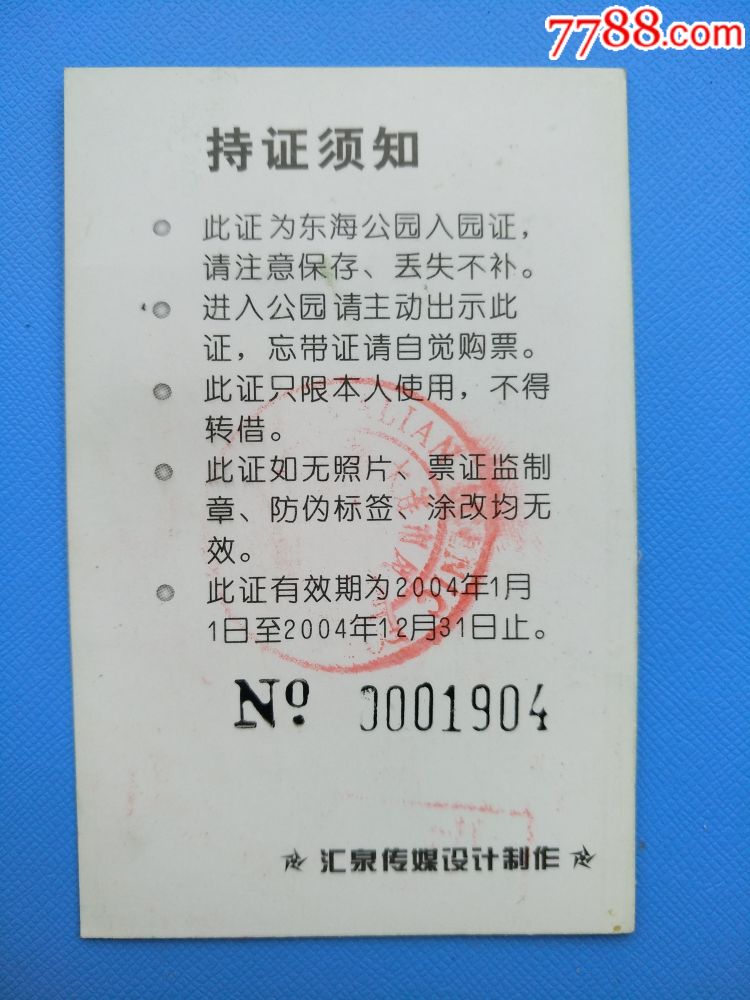 7788.com
持证须知
此证为东海公园入园证，
请注意保存、丢失不补。
进入公园请主动出示此
证，忘带证请自觉购票。
此证只限本人使用，不得
转借。
此证如无照片、票证监制
章、防伪标签、涂改均无
效。
此证有效期为2004年1月
1日至2004年12月31日止。
Nº 0001904
汇泉传媒设计制作